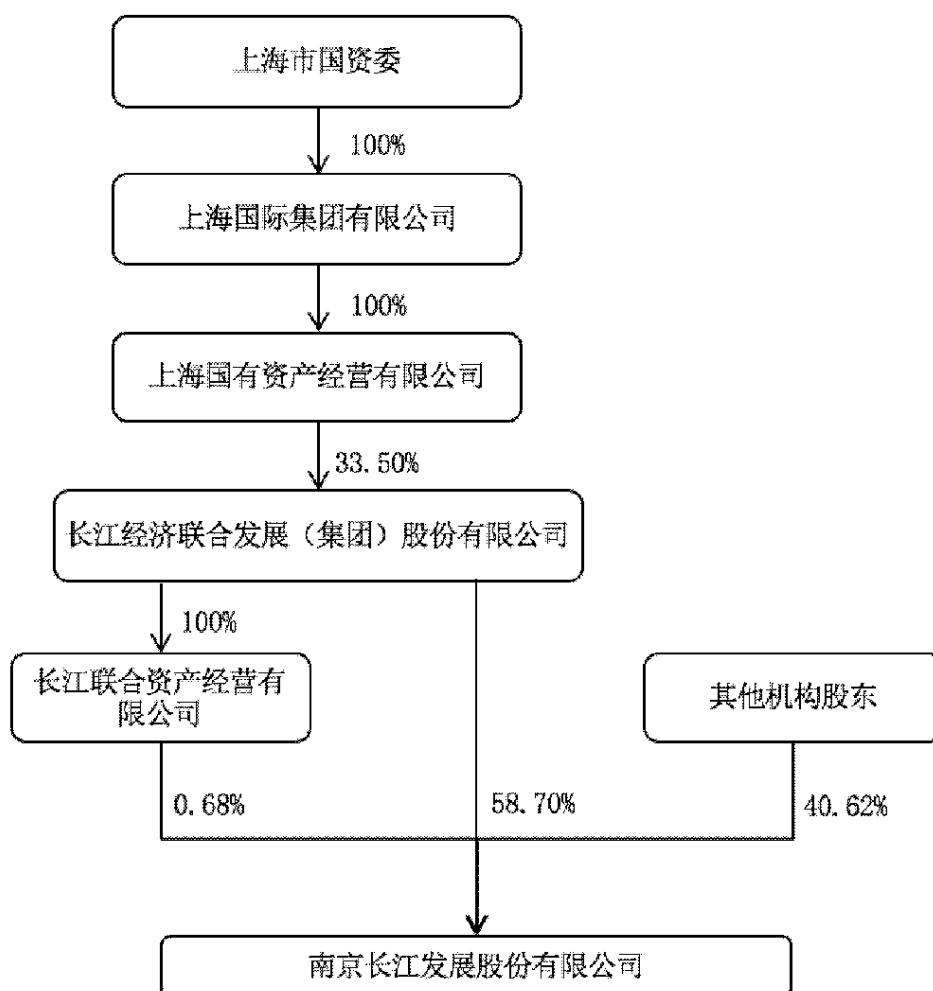 上海市国资委
100%
上海国际集团有限公司
100%
上海国有资产经营有限公司
33.50%
长江经济联合发展（集团）股份有限公司
100%
长江联合资产经营有
限公司
其他机构股东
0.68%
58.70%
40.62%
南京长江发展股份有限公司